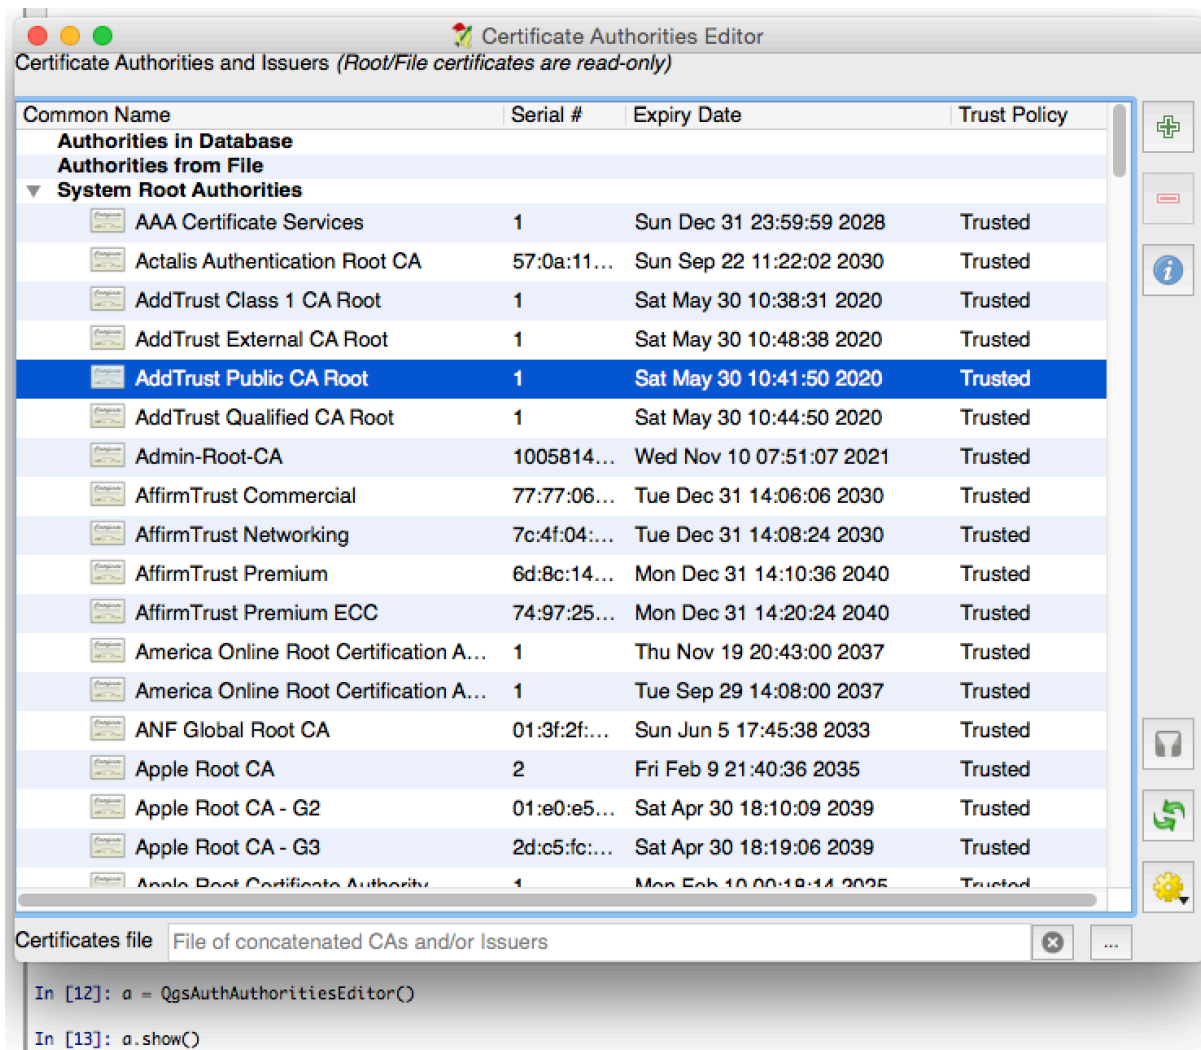 Certificate Authorities Editor
Certificate Authorities and Issuers (Root/File certificates are read-only)
Common Name Serial # Expiry Date Trust Policy
Authorities in Database
Authorities from File
System Root Authorities
AAA Certificate Services 1 Sun Dec 31 23:59:59 2028 Trusted
Actalis Authentication Root CA 57:0a:11... Sun Sep 22 11:22:02 2030 Trusted
AddTrust Class 1 CA Root 1 Sat May 30 10:38:31 2020 Trusted
AddTrust External CA Root 1 Sat May 30 10:48:38 2020 Trusted
AddTrust Public CA Root 1 Sat May 30 10:41:50 2020 Trusted
AddTrust Qualified CA Root 1 Sat May 30 10:44:50 2020 Trusted
Admin-Root-CA 1005814... Wed Nov 10 07:51:07 2021 Trusted
AffirmTrust Commercial 77:77:06... Tue Dec 31 14:06:06 2030 Trusted
AffirmTrust Networking 7c:4f:04:... Tue Dec 31 14:08:24 2030 Trusted
AffirmTrust Premium 6d:8c:14... Mon Dec 31 14:10:36 2040 Trusted
AffirmTrust Premium ECC 74:97:25... Mon Dec 31 14:20:24 2040 Trusted
America Online Root Certification A... 1 Thu Nov 19 20:43:00 2037 Trusted
America Online Root Certification A... 1 Tue Sep 29 14:08:00 2037 Trusted
ANF Global Root CA 01:3f:2f:... Sun Jun 5 17:45:38 2033 Trusted
Apple Root CA 2 Fri Feb 9 21:40:36 2035 Trusted
Apple Root CA - G2 01:e0:e5... Sat Apr 30 18:10:09 2039 Trusted
Apple Root CA - G3 2d:c5:fc:... Sat Apr 30 18:19:06 2039 Trusted
Apple Root Certificate Authority 1 Mon Feb 10 00:18:14 2025 Trusted
Certificates file File of concatenated CAs and/or Issuers ...
In [12]: a = QgsAuthAuthoritiesEditor()
In [13]: a.show()